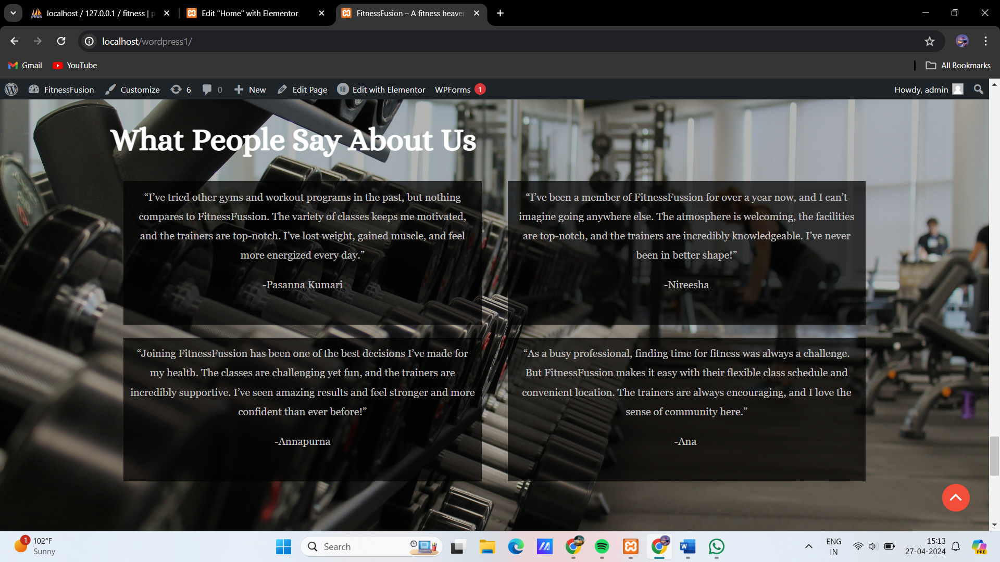 localhost / 127.0.0.1 / fitness | p
Edit "Home" with Elementor
FitnessFusion – A fitness heaven
localhost/wordpress1/
Gmail
YouTube
All Bookmarks
FitnessFusion
Customize
6
0
New
Edit Page
Edit with Elementor
WPForms 1
Howdy, admin
What People Say About Us
“I’ve tried other gyms and workout programs in the past, but nothing
compares to FitnessFussion. The variety of classes keeps me motivated,
and the trainers are top-notch. I’ve lost weight, gained muscle, and feel
more energized every day.”
-Pasanna Kumari
“I’ve been a member of FitnessFussion for over a year now, and I can’t
imagine going anywhere else. The atmosphere is welcoming, the facilities
are top-notch, and the trainers are incredibly knowledgeable. I’ve never
been in better shape!”
-Nireesha
“Joining FitnessFussion has been one of the best decisions I’ve made for
my health. The classes are challenging yet fun, and the trainers are
incredibly supportive. I’ve seen amazing results and feel stronger and more
confident than ever before!”
-Annapurna
“As a busy professional, finding time for fitness was always a challenge.
But FitnessFussion makes it easy with their flexible class schedule and
convenient location. The trainers are always encouraging, and I love the
sense of community here.”
-Ana
1
102°F
Sunny
Search
ENG
IN
15:13
27-04-2024
PRE